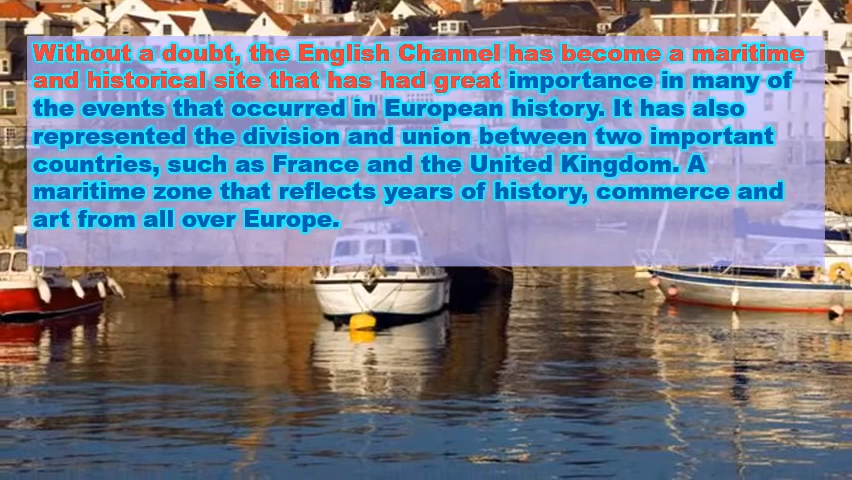 Without a doubt, the English Channel has become a maritime
and historical site that has had great importance in many of
the events that occurred in European history. It has also
represented the division and union between two important
countries, such as France and the United Kingdom. A
maritime zone that reflects years of history, commerce and
art from all over Europe.